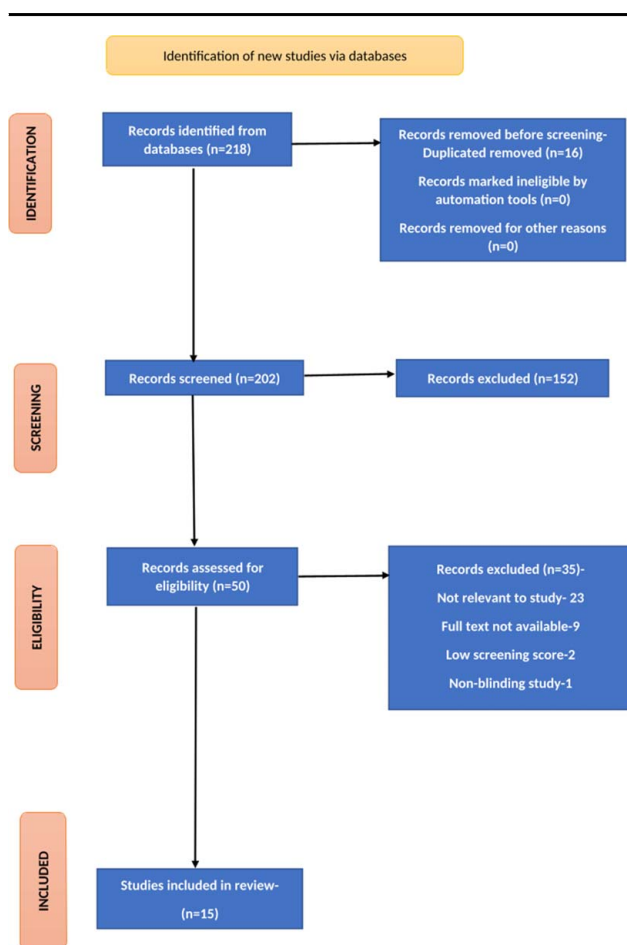 Identification of new studies via databases
IDENTIFICATION
Records identified from
databases (n=218)
Records removed before screening-
Duplicated removed (n=16)
Records marked ineligible by
automation tools (n=0)
Records removed for other reasons
(n=0)
SCREENING
Records screened (n=202)
Records excluded (n=152)
ELIGIBILITY
Records assessed for
eligibility (n=50)
Records excluded (n=35)-
Not relevant to study- 23
Full text not available-9
Low screening score-2
Non-blinding study-1
INCLUDED
Studies included in review-
(n=15)